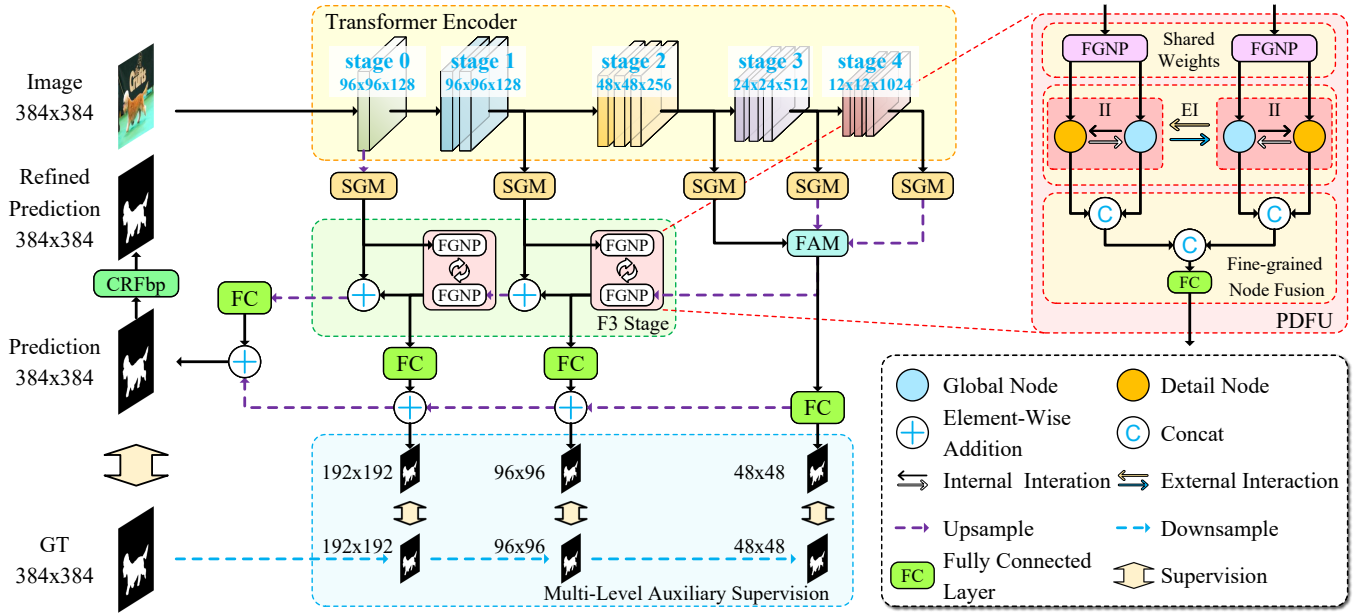 Transformer Encoder
Image
384x384
stage 0
96x96x128
stage 1
96x96x128
stage 2
48x48x256
stage 3
24x24x512
stage 4
12x12x1024
SGM
SGM
SGM
SGM
SGM
Refined
Prediction
384x384
CRFbp
FGNP
FGNP
FGNP
FGNP
FAM
F3 Stage
FC
Prediction
384x384
FC
FC
FC
192x192
96x96
48x48
GT
384x384
192x192
96x96
48x48
Multi-Level Auxiliary Supervision
FGNP
Shared
Weights
FGNP
II
EI
II
C
C
C
FC
Fine-grained
Node Fusion
PDFU
Global Node
Detail Node
Element-Wise
Addition
C
Concat
Internal Interation
External Interaction
Upsample
Downsample
FC
Fully Connected
Layer
Supervision